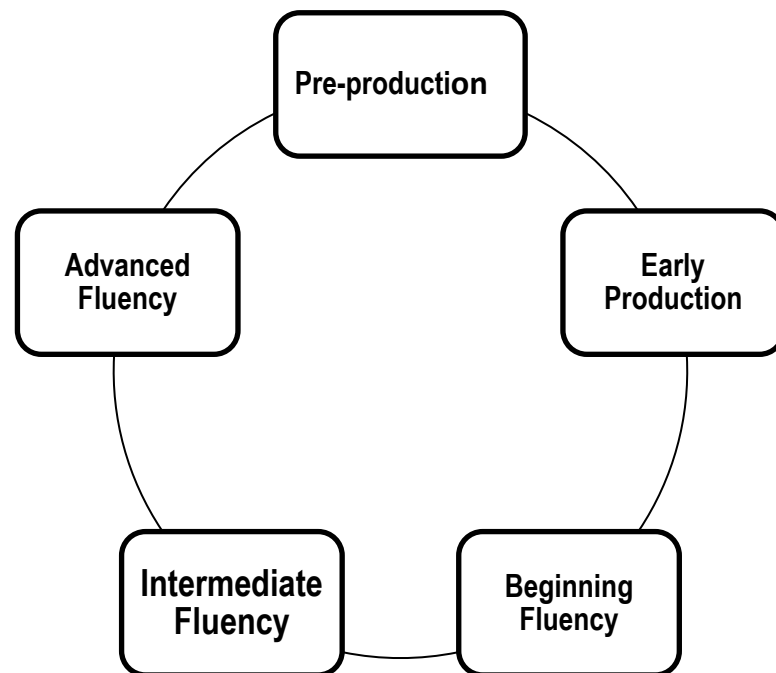 Pre-production
Early
Production
Beginning
Fluency
Intermediate
Fluency
Advanced
Fluency